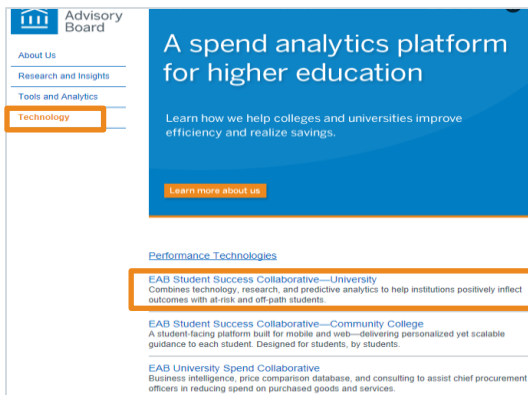 Advisory
Board
About Us
Research and Insights
Tools and Analytics
Technology
A spend analytics platform
for higher education
Learn how we help colleges and universities improve
efficiency and realize savings.
Learn more about us
Performance Technologies
EAB Student Success Collaborative—University
Combines technology, research, and predictive analytics to help institutions positively inflect
outcomes with at-risk and off-path students.
EAB Student Success Collaborative—Community College
A student-facing platform built for mobile and web—delivering personalized yet scalable
guidance to each student. Designed for students, by students.
EAB University Spend Collaborative
Business intelligence, price comparison database, and consulting to assist chief procurement
officers in reducing spend on purchased goods and services.